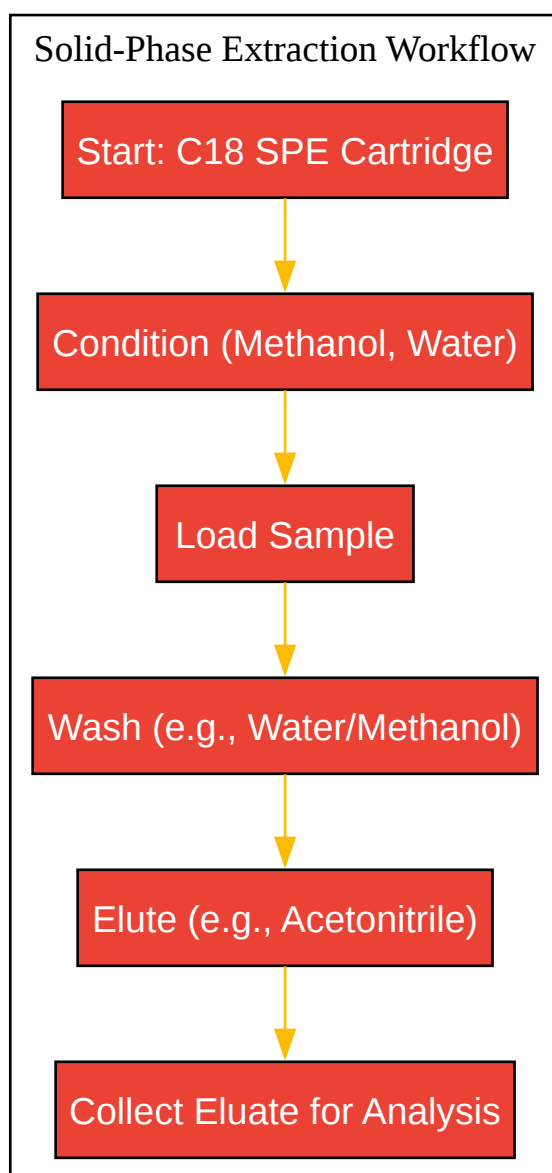 Solid-Phase Extraction Workflow
Start: C18 SPE Cartridge
Condition (Methanol, Water)
Load Sample
Wash (e.g., Water/Methanol)
Elute (e.g., Acetonitrile)
Collect Eluate for Analysis